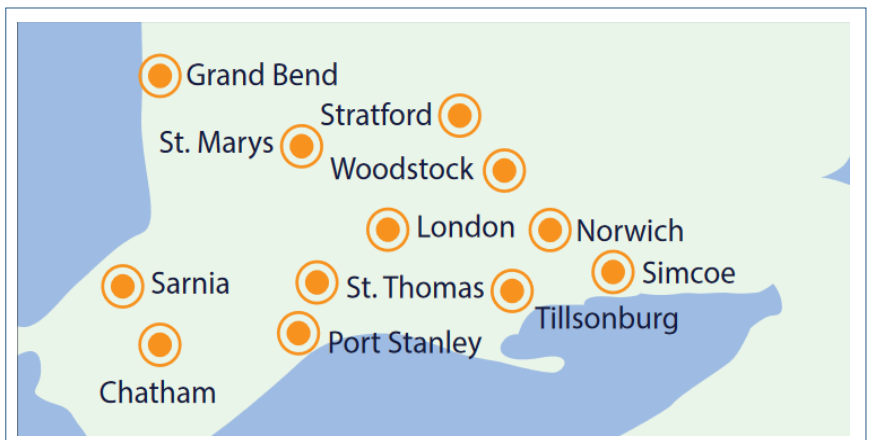 Grand Bend
Stratford
St. Marys
Woodstock
London
Norwich
Sarnia
St. Thomas
Simcoe
Tillsonburg
Port Stanley
Chatham